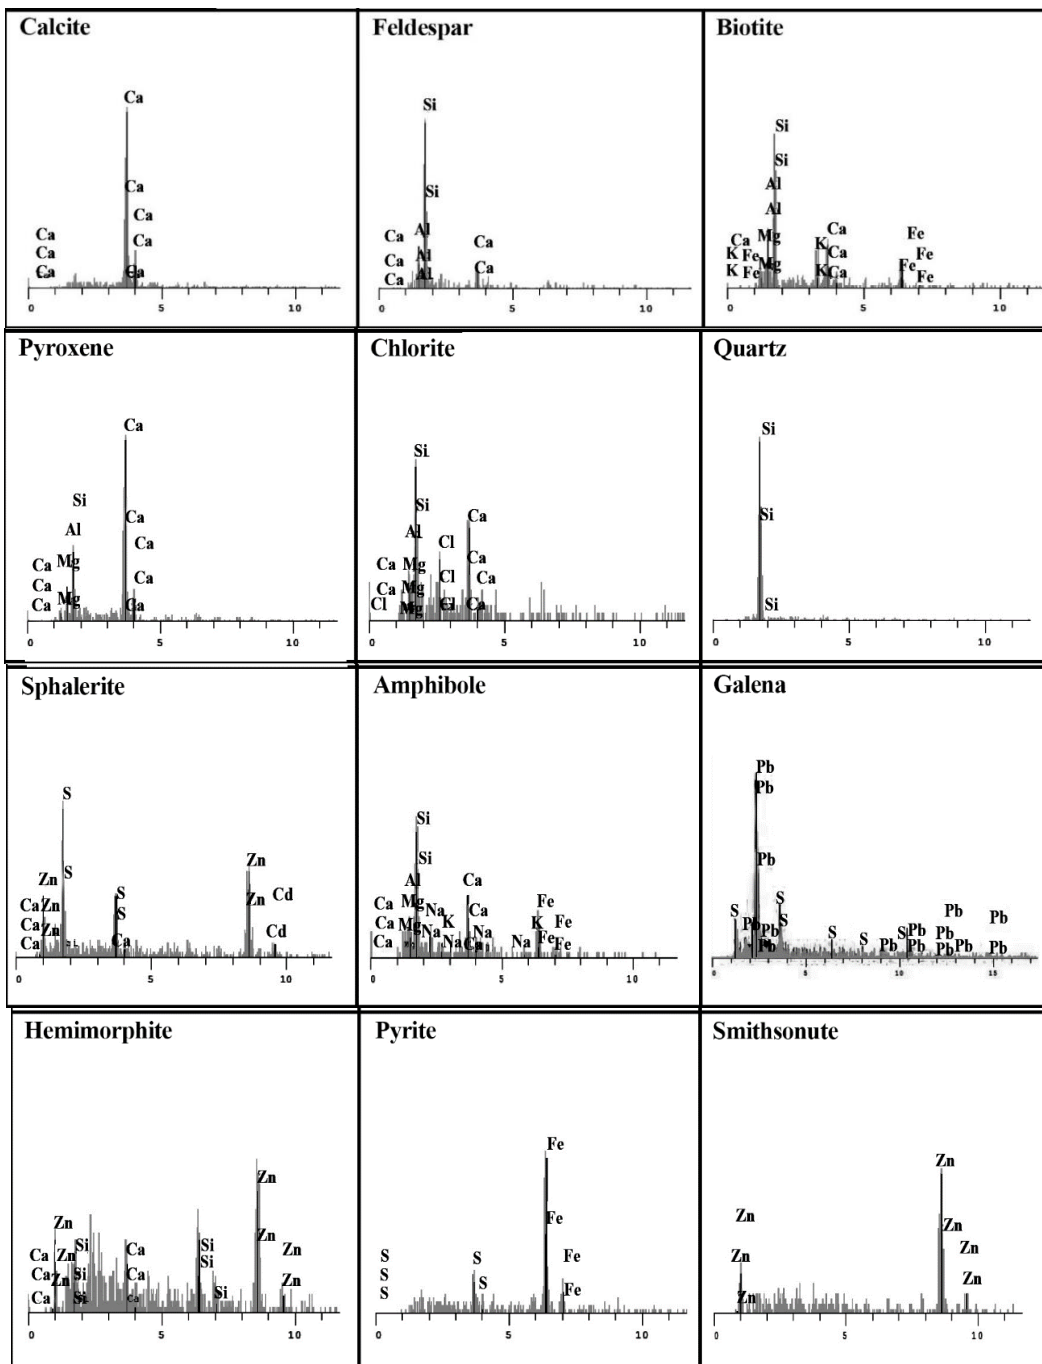 Calcite
Ca
Ca
Ca
Ca
Ca
Ca
Ca
Ca
0 5 10
Feldespar
Si
Si
Al
Ca
Ca
Al
Ca
Ca
Al
Ca
0 5 10
Biotite
Si
Si
Al
Al
Ca
Fe
Mg
Ca
K
Ca
K Fe
Fe
Mg
K
Ca
Fe
K Fe
Fe
0 5 10
Pyroxene
Ca
Si
Ca
Al
Ca
Mg
Ca
Ca
Ca
Mg
Ca
Ca
0 5 10
Chlorite
Si
Si
Ca
Al
Cl
Ca
Ca
Mg
Cl
Ca
Mg
Ca
Cl
Mg
Cl
Ca
0 5 10
Quartz
Si
Si
Si
0 5 10
Sphalerite
S
Zn
S
Zn
Cd
S
Ca
Zn
Zn
S
Ca
Zn
Cd
Ca
Ca
0 5 10
Amphibole
Si
Si
Al
Ca
Mg
Fe
Ca
Na
Ca
K
K
Fe
Ca
Mg
Na
Na
Ca
Na
Ca
Na
Fe
Fe
0 5 10
Galena
Pb
Pb
Pb
S
S
Pb
Pb
S
Pb
Pb
Pb
S
Pb
Pb
S
S
Pb
Pb
Pb
Pb
Pb
Pb
0 5 10 15
Hemimorphite
Zn
Zn
Zn
Si
Si
Ca
Zn
Ca
Zn
Si
Ca
Si
Ca
Zn
Zn
Si
Ca
Si
Ca
0 5 10
Pyrite
Fe
Fe
S
S
Fe
S
S
Fe
S
0 5 10
Smithsonute
Zn
Zn
Zn
Zn
Zn
Zn
Zn
0 5 10